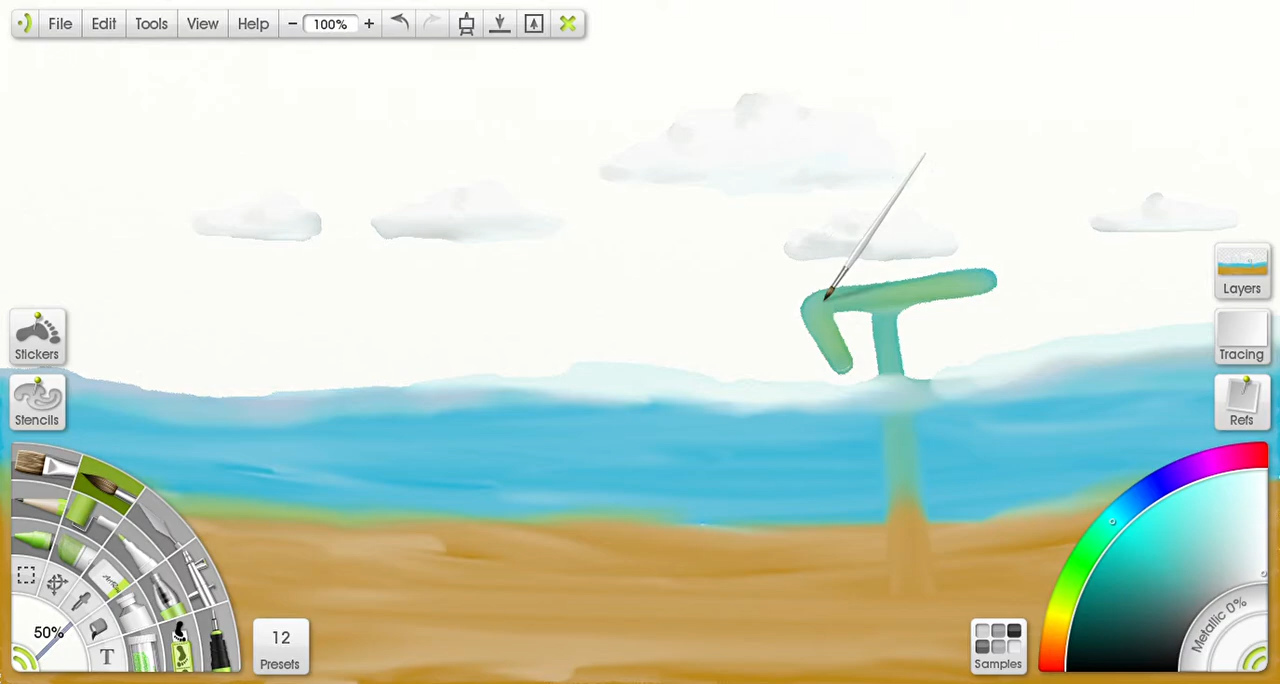 File Edit Tools View Help − 100% +
Layers
Stickers
Tracing
Stencils
Refs
50%
12
Presets
T
Samples
Metallic 0%